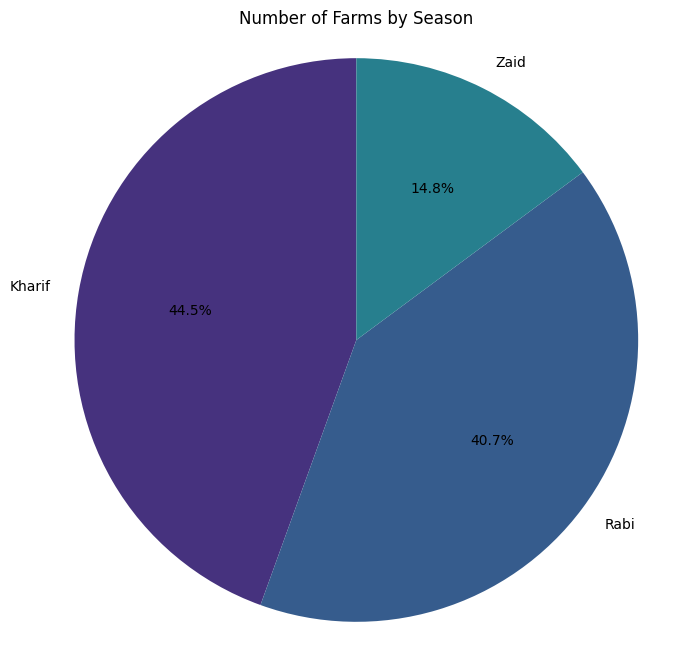 Number of Farms by Season
Zaid
14.8%
Kharif
44.5%
40.7%
Rabi